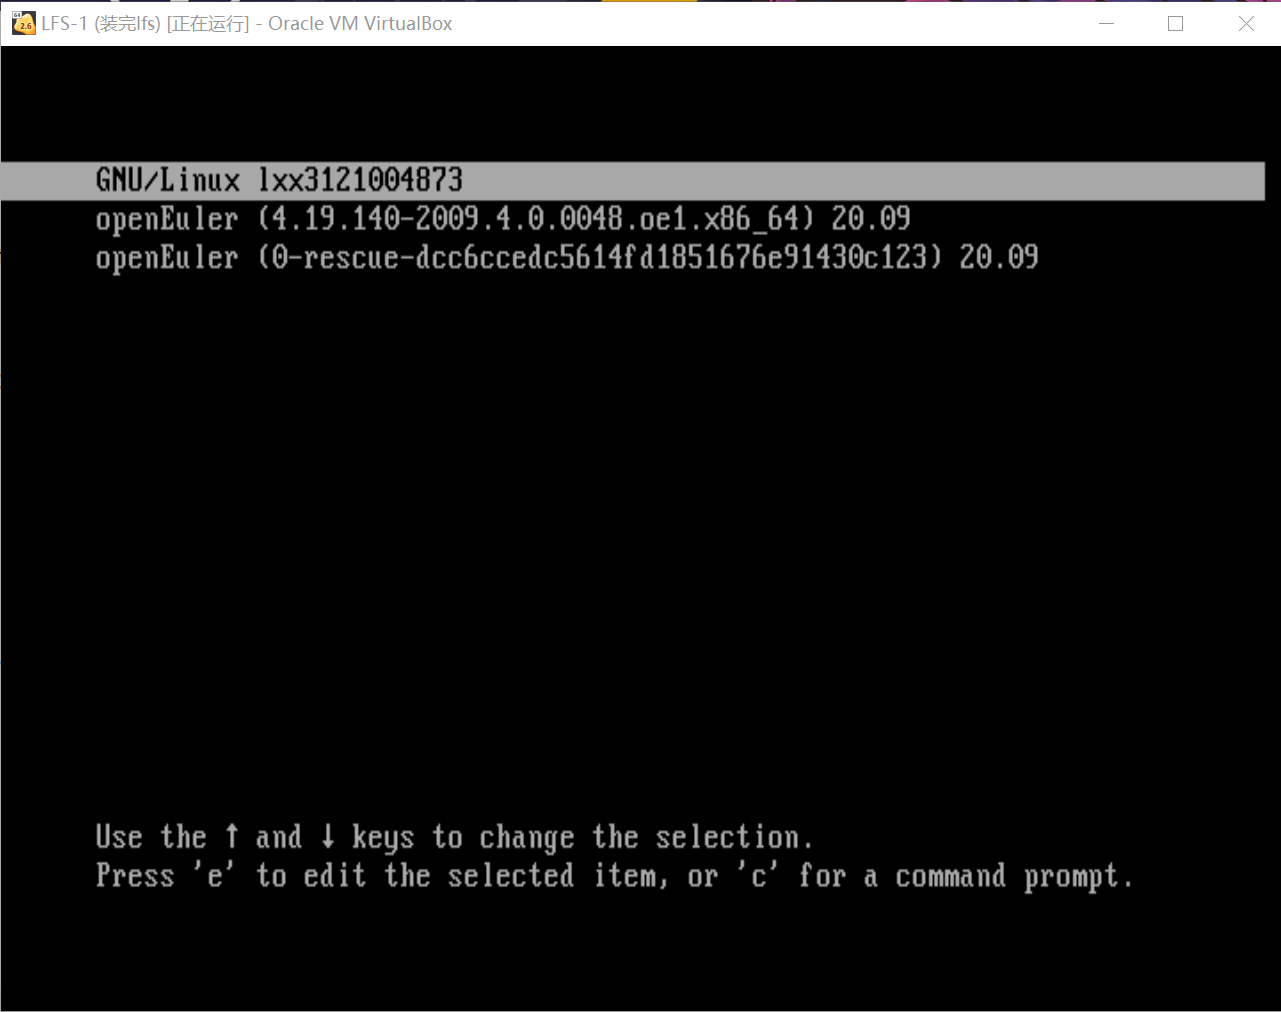 LFS-1 (装完lfs) [正在运行] - Oracle VM VirtualBox
GNU/Linux lxx3121004873
openEuler (4.19.140-2009.4.0.0048.oe1.x86_64) 20.09
openEuler (0-rescue-dcc6ccedc5614fd1851676e91430c123) 20.09
Use the ↑ and ↓ keys to change the selection.
Press 'e' to edit the selected item, or 'c' for a command prompt.